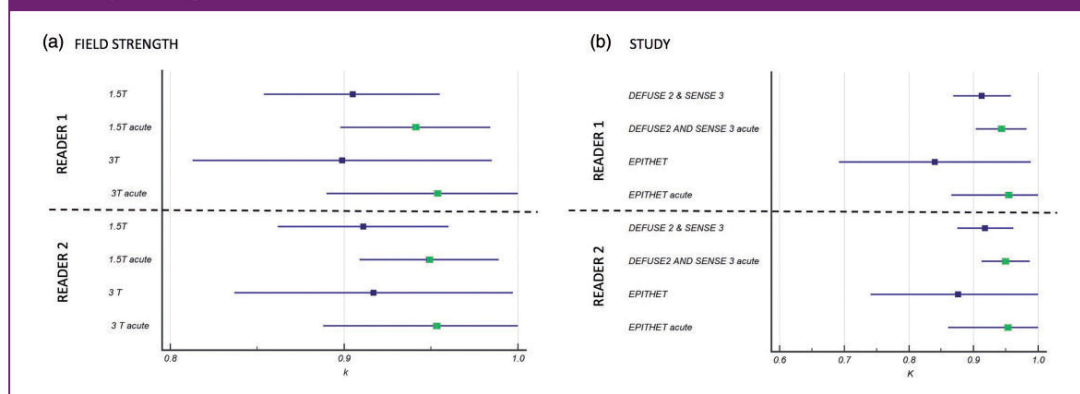 (a) FIELD STRENGTH
READER 1
1.5T
1.5T acute
3T
3T acute
READER 2
1.5T
1.5T acute
3 T
3 T acute
0.8 0.9 1.0
k
(b) STUDY
READER 1
DEFUSE 2 & SENSE 3
DEFUSE2 AND SENSE 3 acute
EPITHET
EPITHET acute
READER 2
DEFUSE 2 & SENSE 3
DEFUSE2 AND SENSE 3 acute
EPITHET
EPITHET acute
0.6 0.7 0.8 0.9 1.0
K